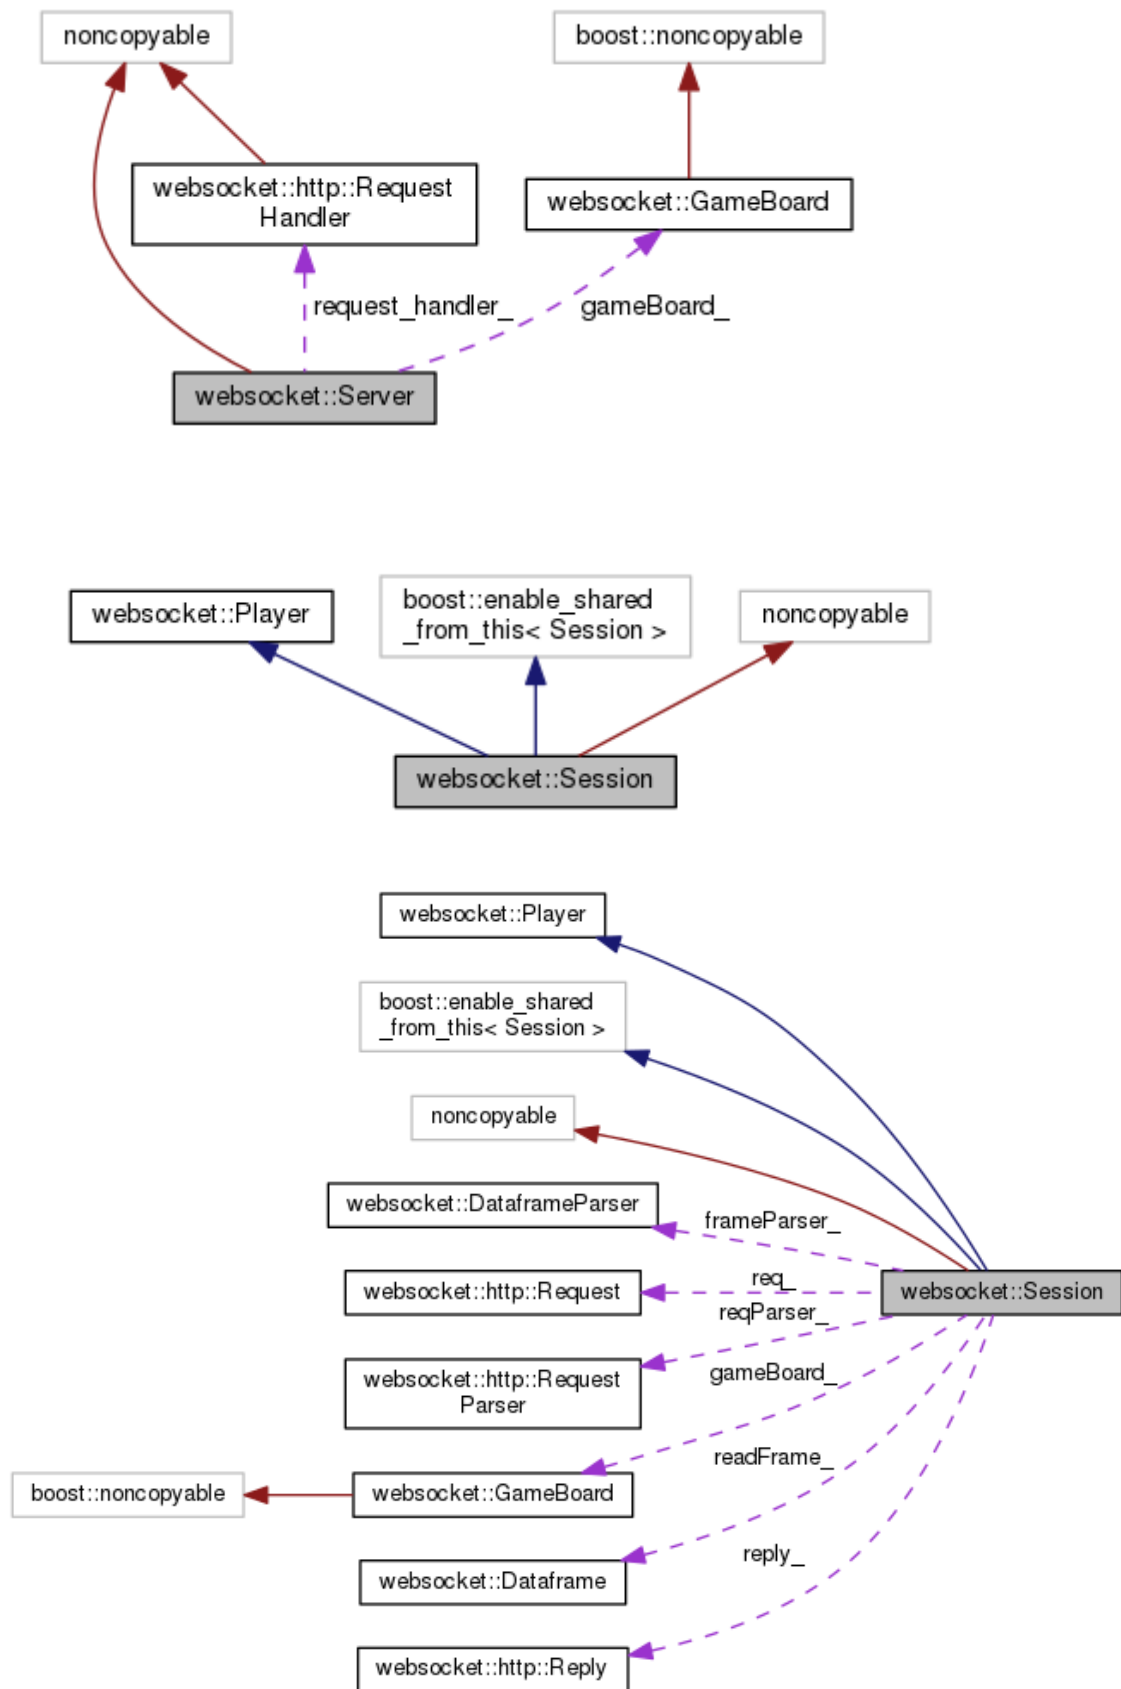 noncopyable
boost::noncopyable
websocket::http::Request
Handler
websocket::GameBoard
request_handler_
gameBoard_
websocket::Server
websocket::Player
boost::enable_shared
_from_this< Session >
noncopyable
websocket::Session
websocket::Player
boost::enable_shared
_from_this< Session >
noncopyable
websocket::DataframeParser
frameParser_
websocket::http::Request
req_
websocket::Session
reqParser_
websocket::http::Request
Parser
gameBoard_
readFrame_
boost::noncopyable
websocket::GameBoard
reply_
websocket::Dataframe
websocket::http::Reply